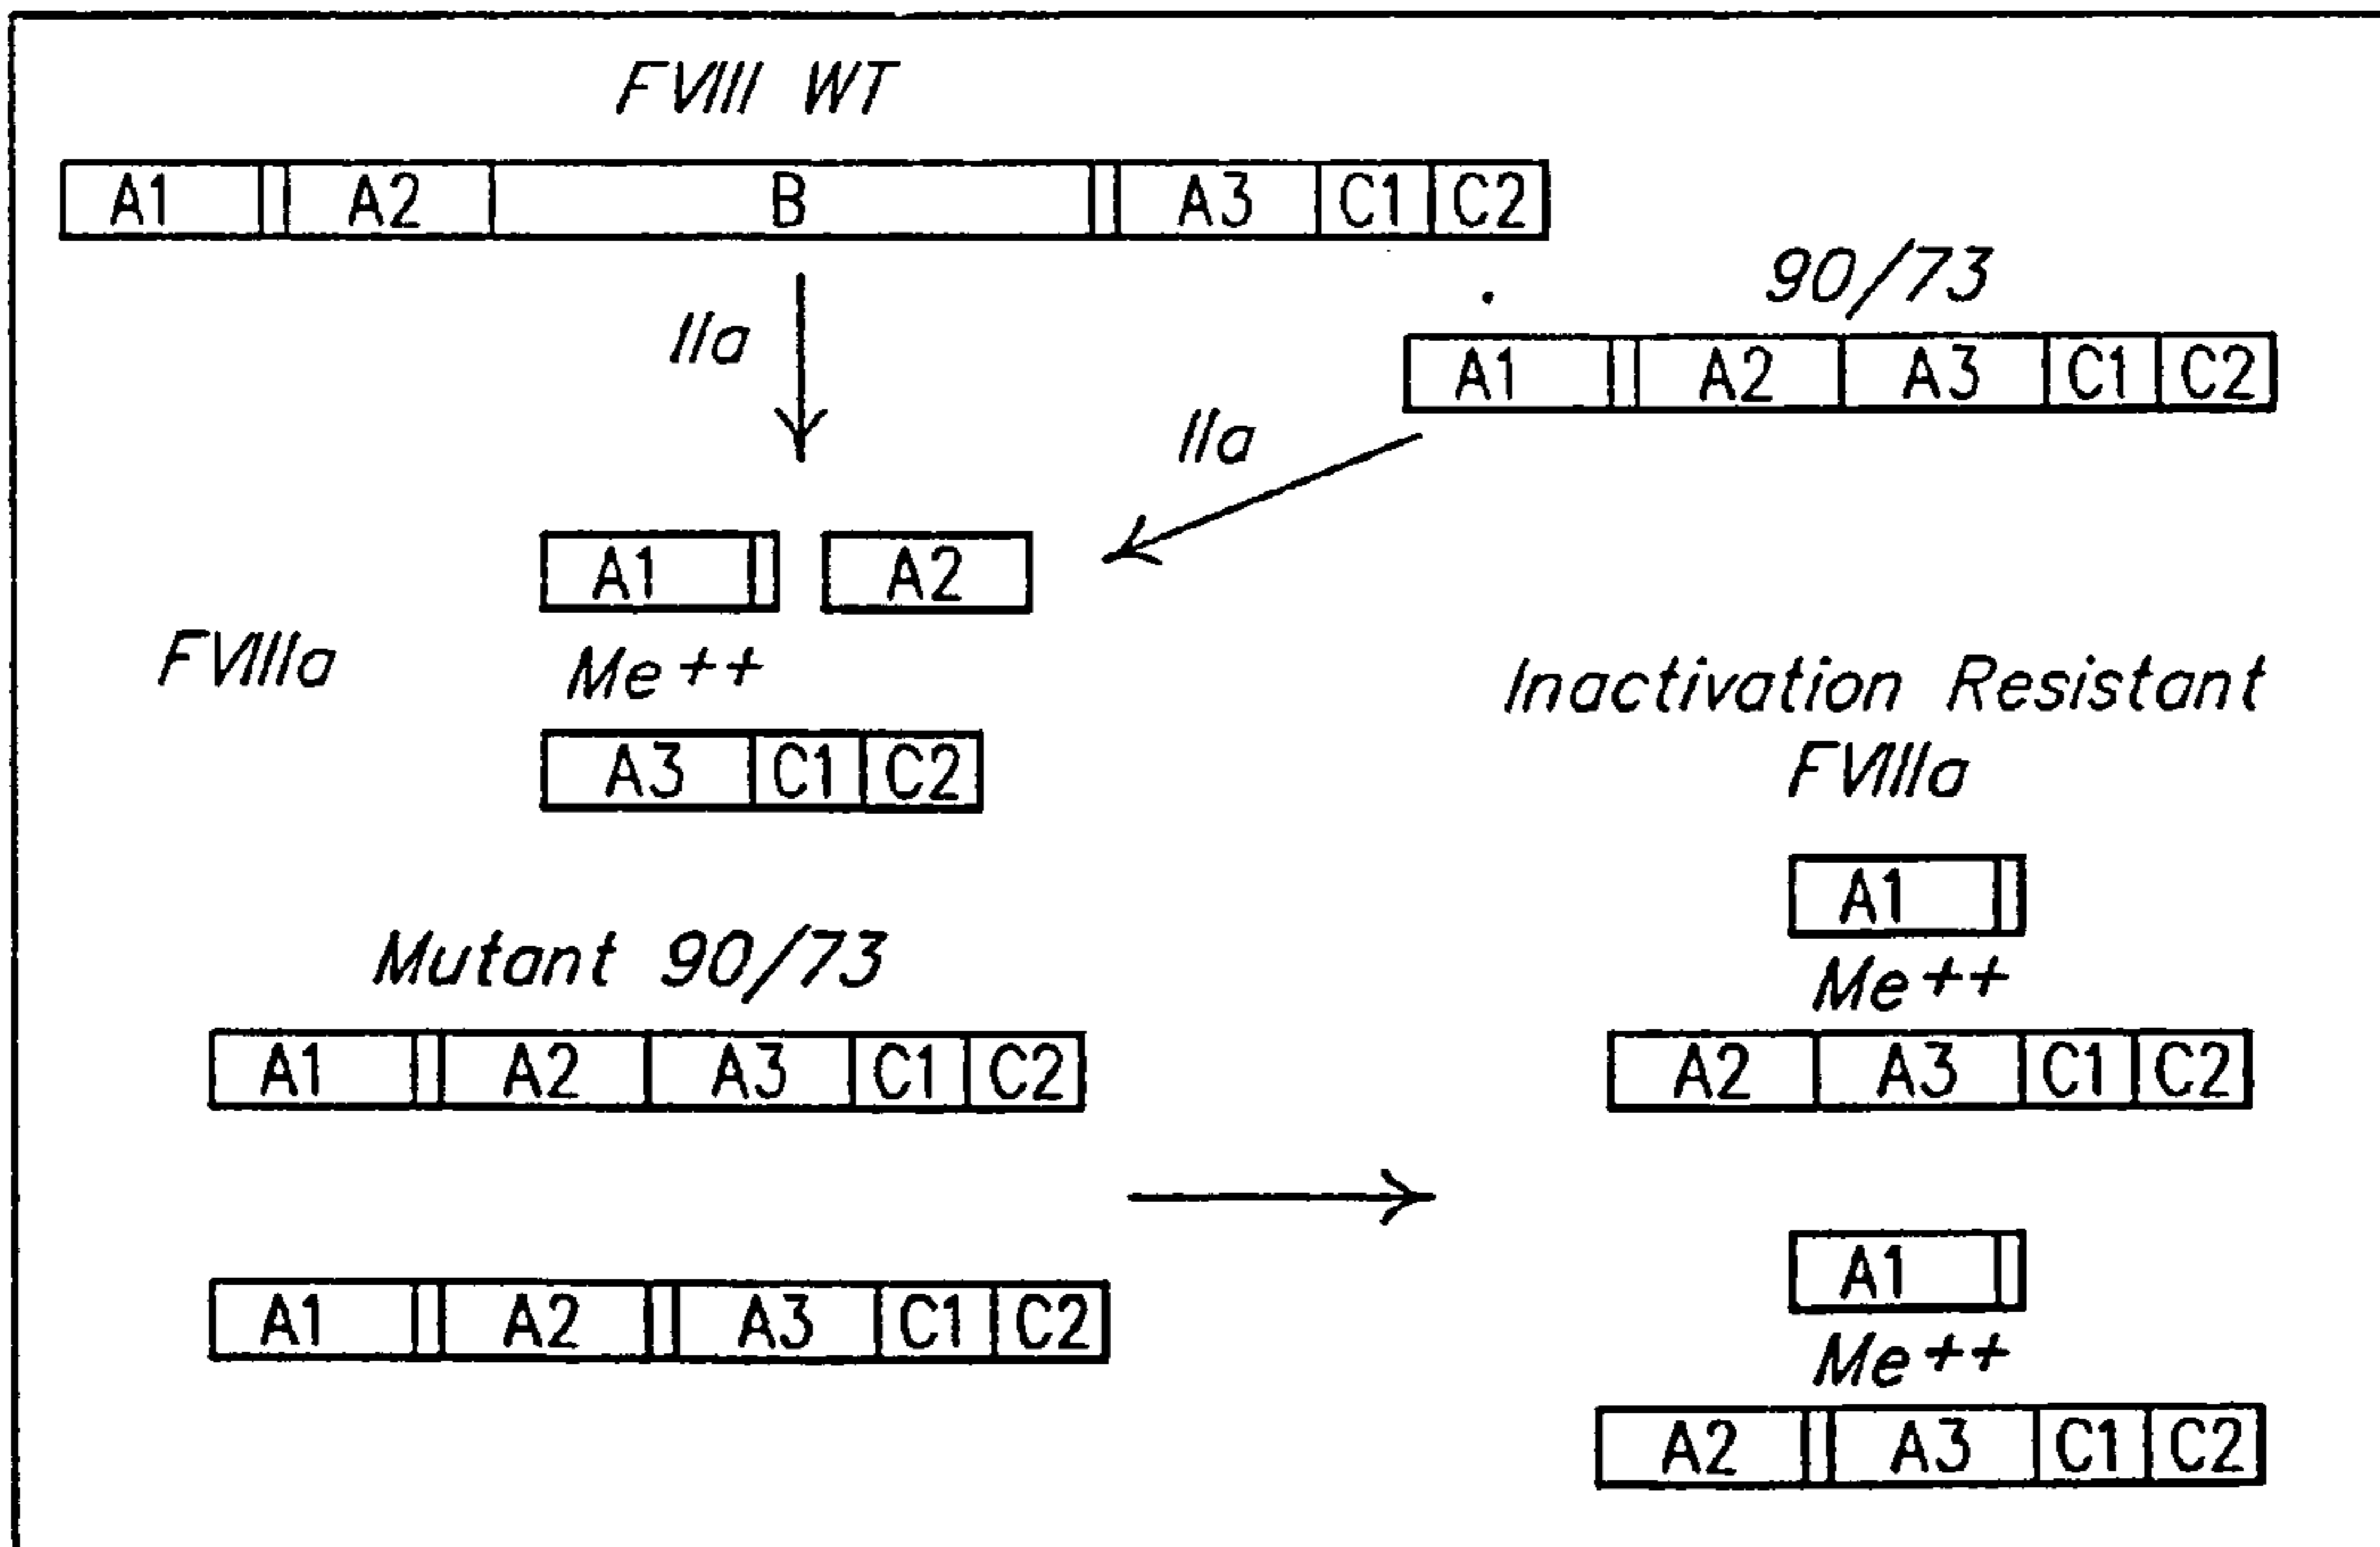 FVIII WT
A1 A2 B A3 C1 C2
90/73
IIa
A1 A2 A3 C1 C2
IIa
A1 A2
FVIIIa
Me++
A3 C1 C2
Inactivation Resistant
FVIIIa
A1
Mutant 90/73
Me++
A1 A2 A3 C1 C2
A2 A3 C1 C2
A1
A1 A2 A3 C1 C2
Me++
A2 A3 C1 C2